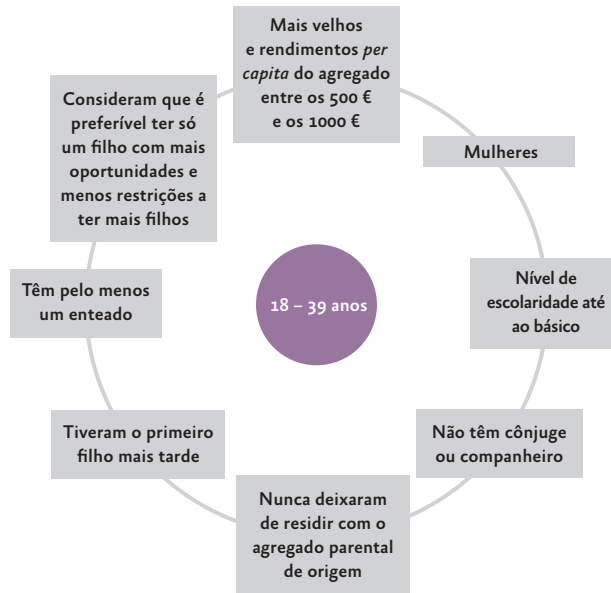 Mais velhos
e rendimentos per
capita do agregado
entre os 500 €
e os 1000 €
Mulheres
Nível de
escolaridade até
ao básico
Não têm cônjuge
ou companheiro
Nunca deixaram
de residir com o
agregado parental
de origem
Tiveram o primeiro
filho mais tarde
Têm pelo menos
um enteado
Consideram que é
preferível ter só
um filho com mais
oportunidades e
menos restrições a
ter mais filhos
18 – 39 anos